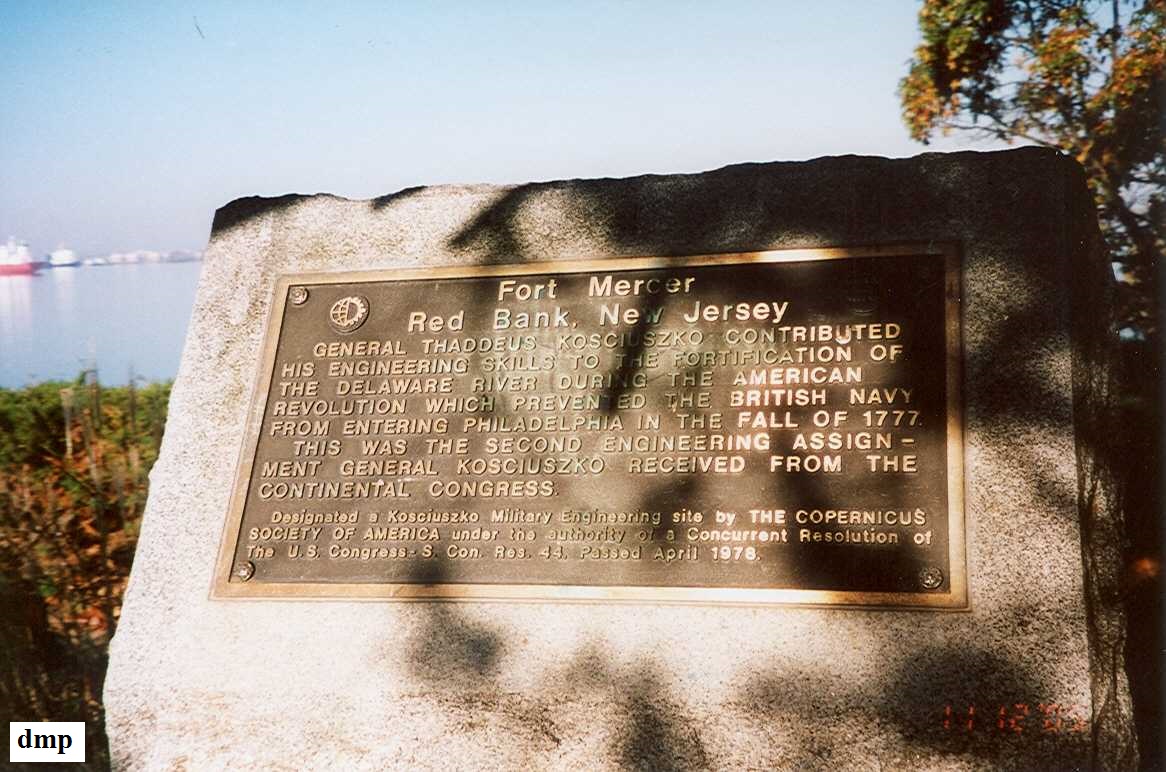 Fort Mercer
Red Bank, New Jersey
GENERAL THADDEUS KOSCIUSZKO CONTRIBUTED
HIS ENGINEERING SKILLS TO THE FORTIFICATION OF
THE DELAWARE RIVER DURING THE AMERICAN
REVOLUTION WHICH PREVENTED THE BRITISH NAVY
FROM ENTERING PHILADELPHIA IN THE FALL OF 1777.
THIS WAS THE SECOND ENGINEERING ASSIGN-
MENT GENERAL KOSCIUSZKO RECEIVED FROM THE
CONTINENTAL CONGRESS.
Designated a Kosciuszko Military Engineering site by THE COPERNICUS
SOCIETY OF AMERICA under the authority of a Concurrent Resolution of
The U.S. Congress - S. Con. Res. 44. Passed April 1978.
11 12
dmp